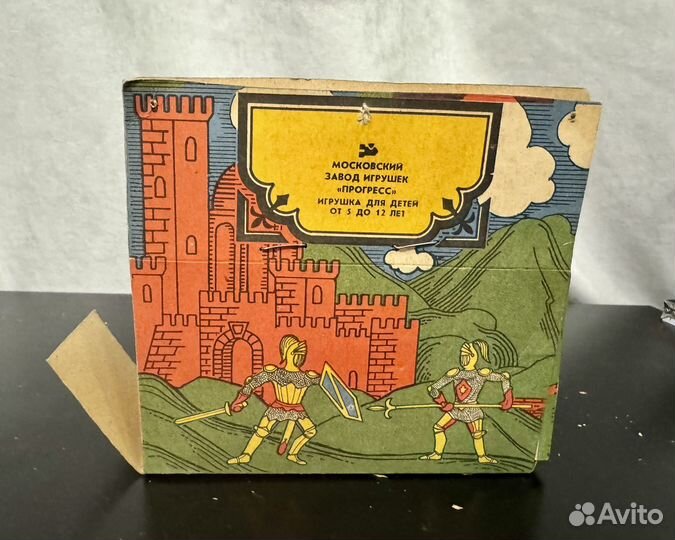 МОСКОВСКИЙ
ЗАВОД ИГРУШЕК
«ПРОГРЕСС»
ИГРУШКА ДЛЯ ДЕТЕЙ
ОТ 5 ДО 12 ЛЕТ
Avito